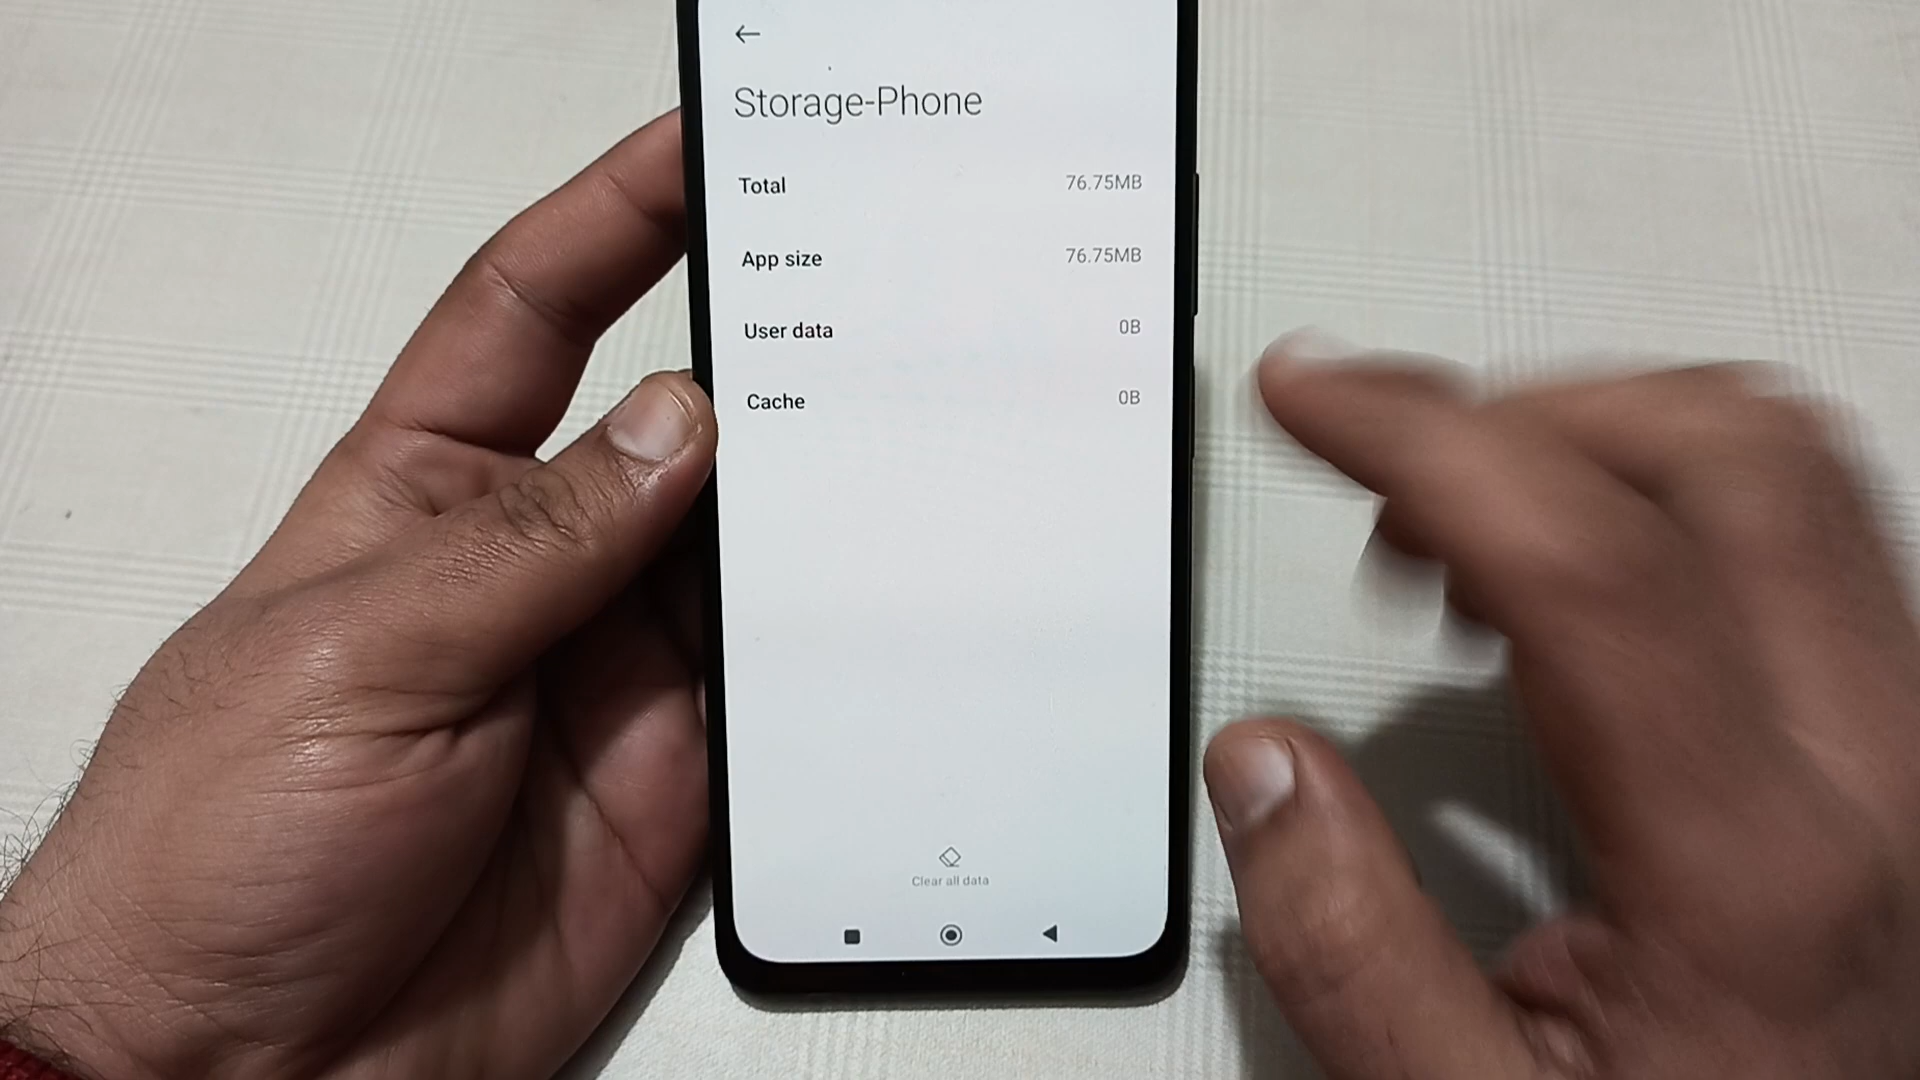 Storage-Phone
Total 76.75MB
App size 76.75MB
User data 0B
Cache 0B
Clear all data